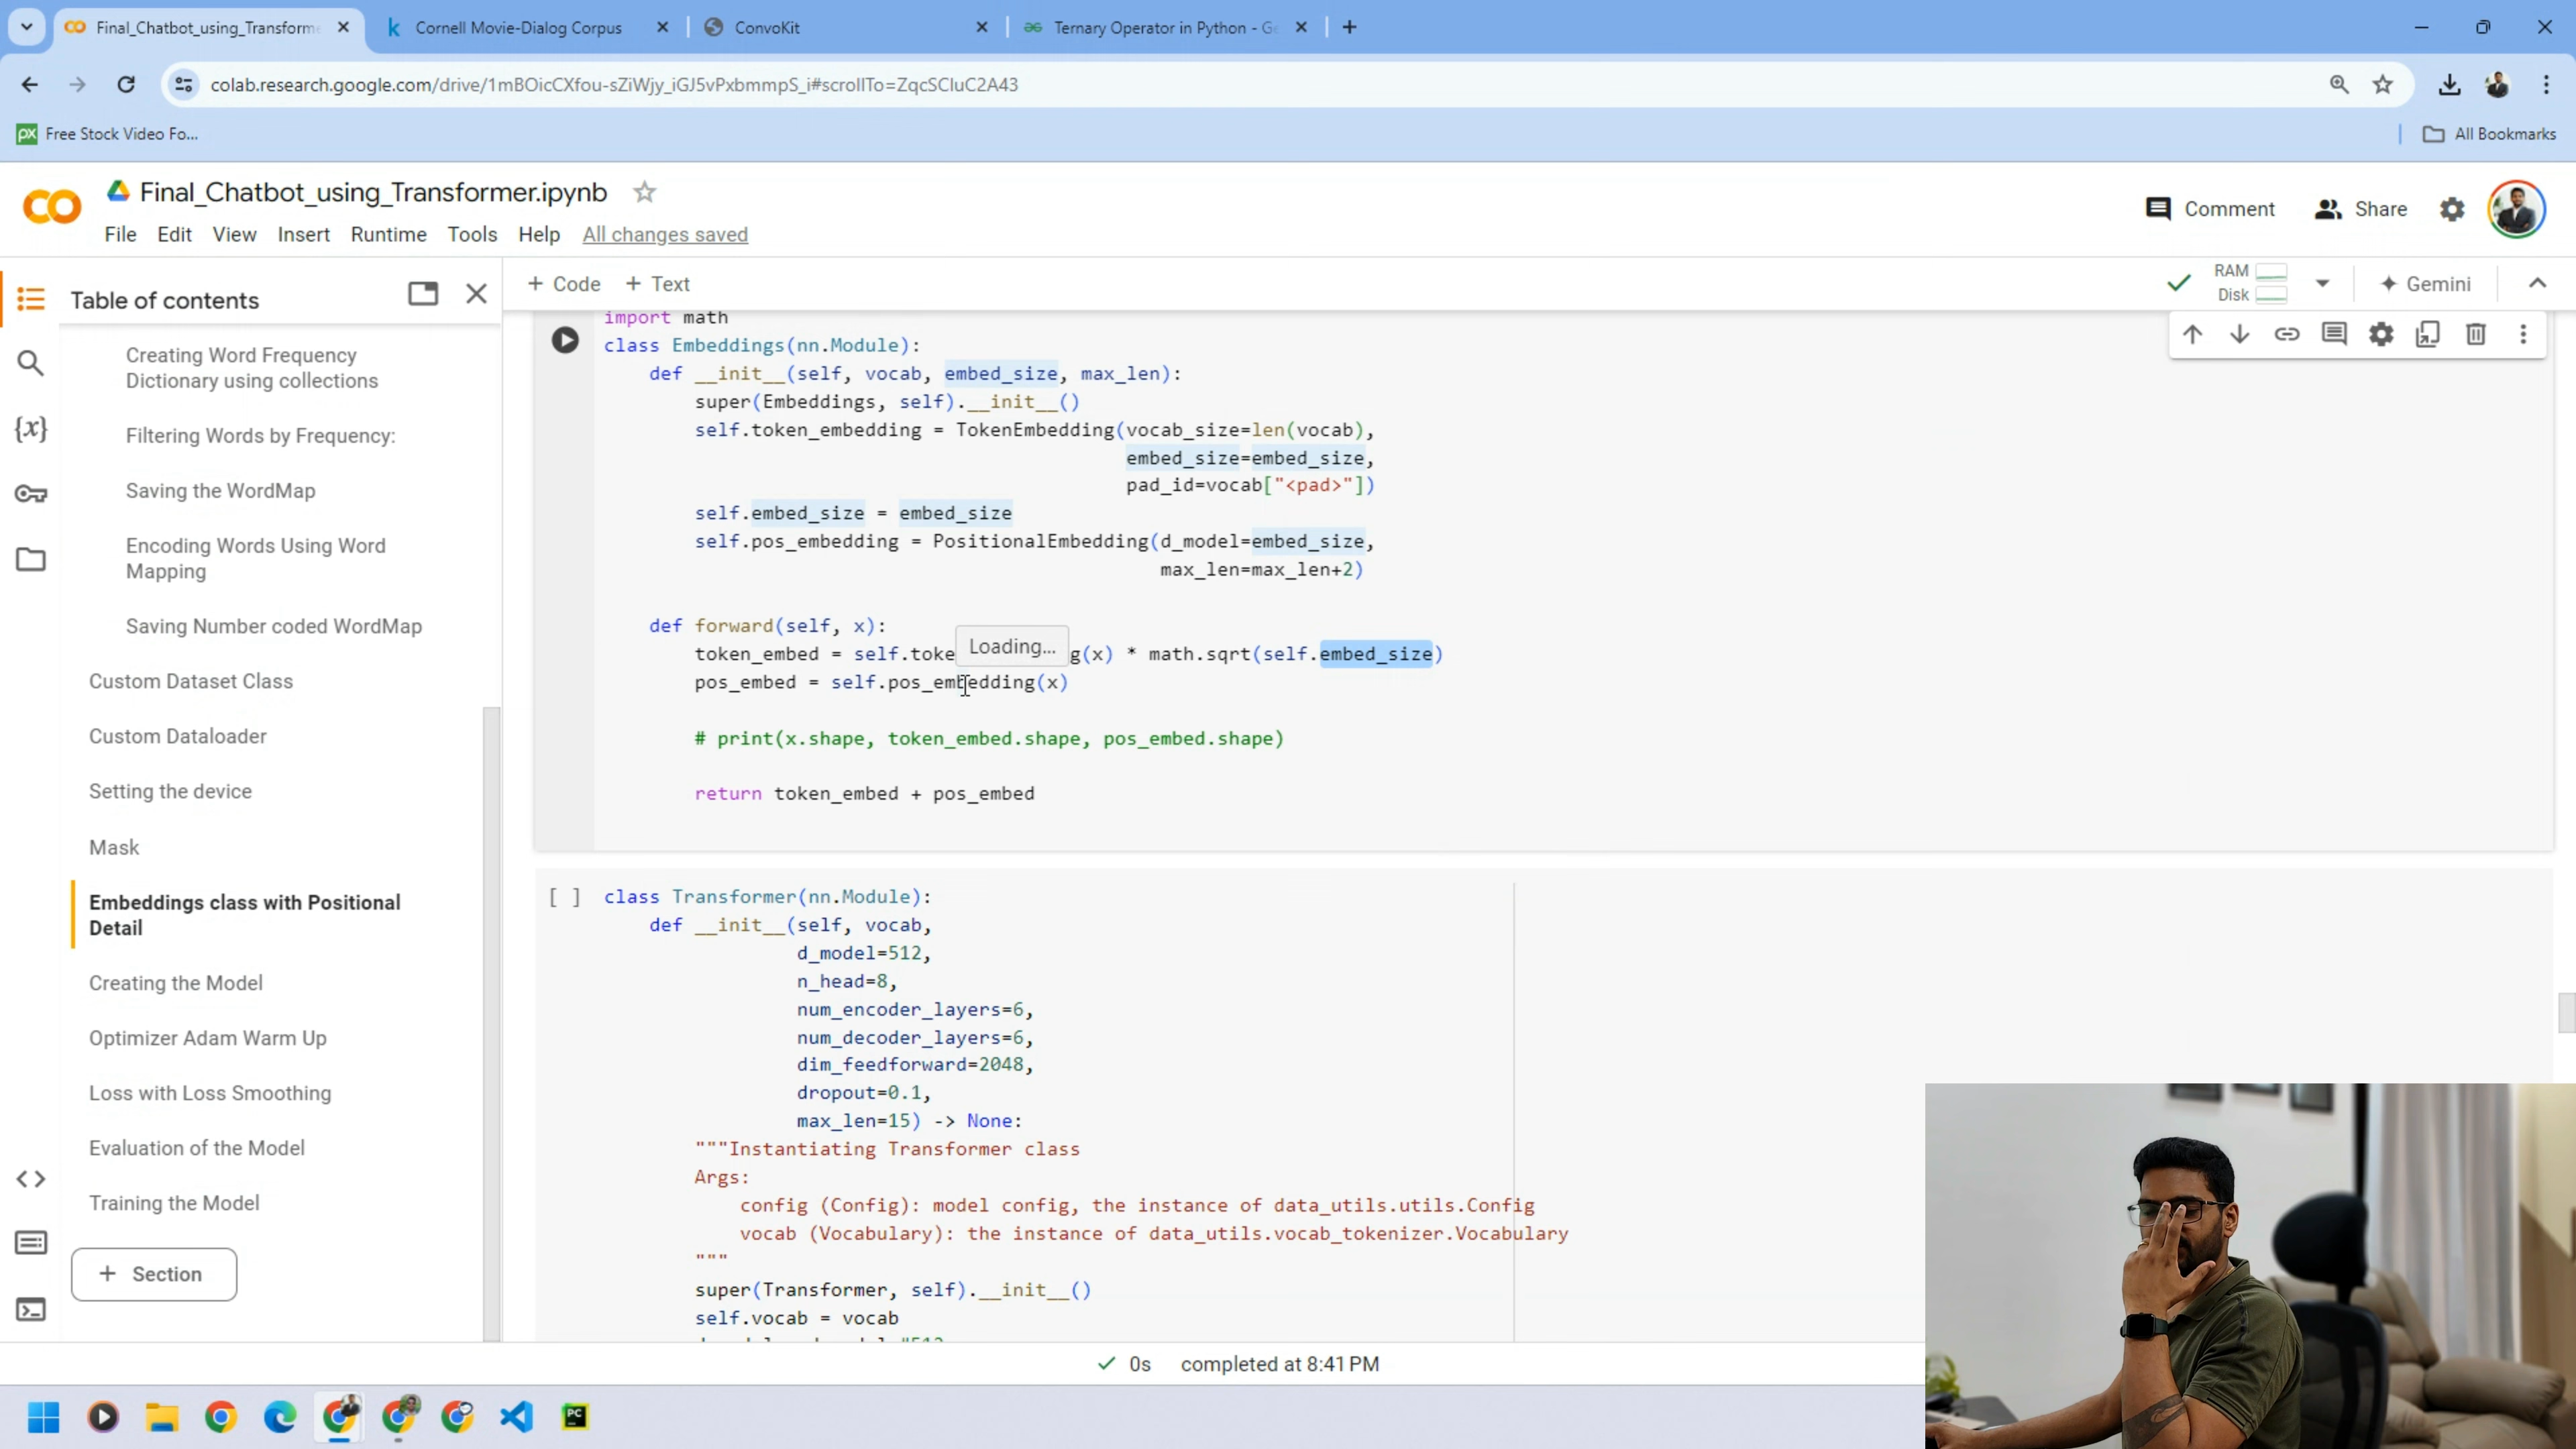 Final_Chatbot_using_Transforme
Cornell Movie-Dialog Corpus
ConvoKit
Ternary Operator in Python - Ge
colab.research.google.com/drive/1mBOicCXfou-sZiWjy_iGJ5vPxbmmpS_i#scrollTo=ZqcSCIuC2A43
px Free Stock Video Fo...
All Bookmarks
Final_Chatbot_using_Transformer.ipynb
Comment
Share
File Edit View Insert Runtime Tools Help All changes saved
Table of contents
+ Code + Text
RAM
Disk
Gemini
Creating Word Frequency
Dictionary using collections
Filtering Words by Frequency:
Saving the WordMap
Encoding Words Using Word
Mapping
Saving Number coded WordMap
Custom Dataset Class
Custom Dataloader
Setting the device
Mask
Embeddings class with Positional
Detail
Creating the Model
Optimizer Adam Warm Up
Loss with Loss Smoothing
Evaluation of the Model
Training the Model
+ Section
import math
class Embeddings(nn.Module):
def __init__(self, vocab, embed_size, max_len):
super(Embeddings, self).__init__()
self.token_embedding = TokenEmbedding(vocab_size=len(vocab),
embed_size=embed_size,
pad_id=vocab["<pad>"])
self.embed_size = embed_size
self.pos_embedding = PositionalEmbedding(d_model=embed_size,
max_len=max_len+2)
def forward(self, x):
Loading...
token_embed = self.toke g(x) * math.sqrt(self.embed_size)
pos_embed = self.pos_embedding(x)
# print(x.shape, token_embed.shape, pos_embed.shape)
return token_embed + pos_embed
[ ] class Transformer(nn.Module):
def __init__(self, vocab,
d_model=512,
n_head=8,
num_encoder_layers=6,
num_decoder_layers=6,
dim_feedforward=2048,
dropout=0.1,
max_len=15) -> None:
"""Instantiating Transformer class
Args:
config (Config): model config, the instance of data_utils.utils.Config
vocab (Vocabulary): the instance of data_utils.vocab_tokenizer.Vocabulary
"""
super(Transformer, self).__init__()
self.vocab = vocab
0s completed at 8:41 PM
PC